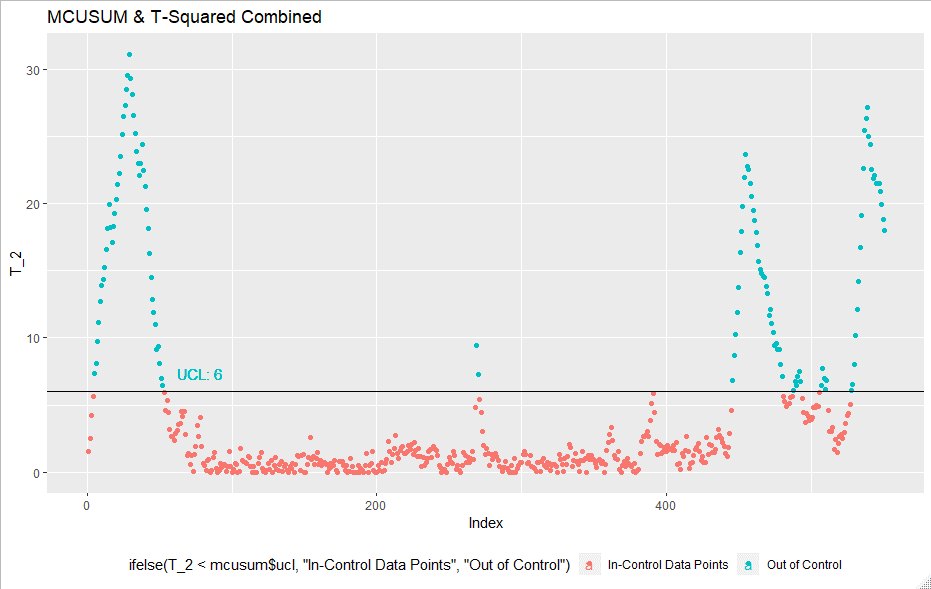 MCUSUM & T-Squared Combined
30
20
10
0
T_2
UCL: 6
0
200
400
Index
ifelse(T_2 < mcusum$ucl, "In-Control Data Points", "Out of Control")
a
In-Control Data Points
a
Out of Control